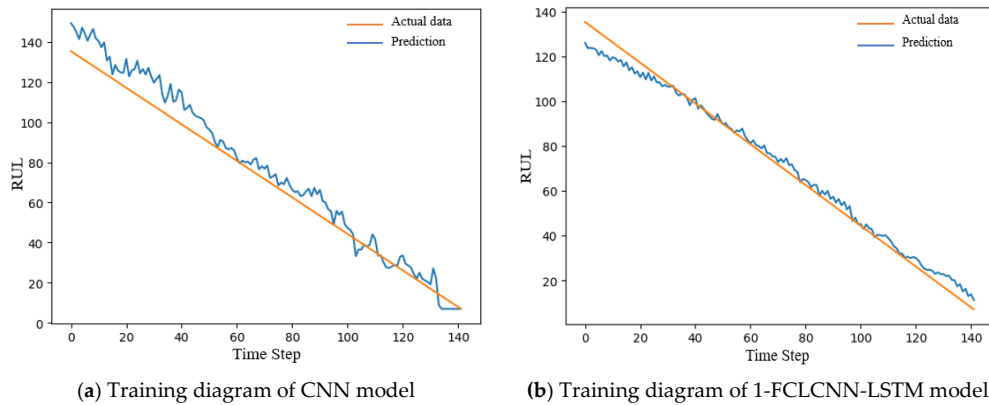 Actual data
Prediction
140
120
100
80
60
40
20
0
RUL
0 20 40 60 80 100 120 140
Time Step
(a) Training diagram of CNN model
Actual data
Prediction
140
120
100
80
60
40
20
RUL
0 20 40 60 80 100 120 140
Time Step
(b) Training diagram of 1-FCLCNN-LSTM model